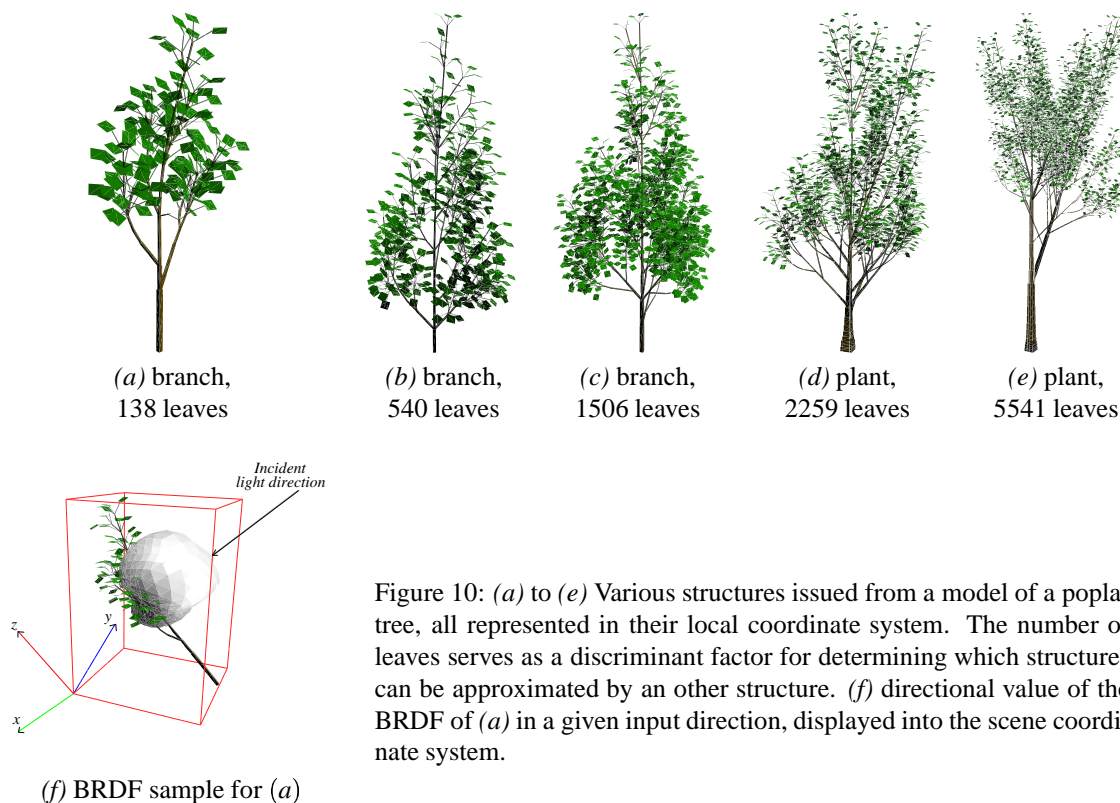 (a) branch,
138 leaves
(b) branch,
540 leaves
(c) branch,
1506 leaves
(d) plant,
2259 leaves
(e) plant,
5541 leaves
Incident
light direction
z
y
x
(f) BRDF sample for (a)
Figure 10: (a) to (e) Various structures issued from a model of a popla
tree, all represented in their local coordinate system. The number o
leaves serves as a discriminant factor for determining which structure
can be approximated by an other structure. (f) directional value of the
BRDF of (a) in a given input direction, displayed into the scene coordi
nate system.